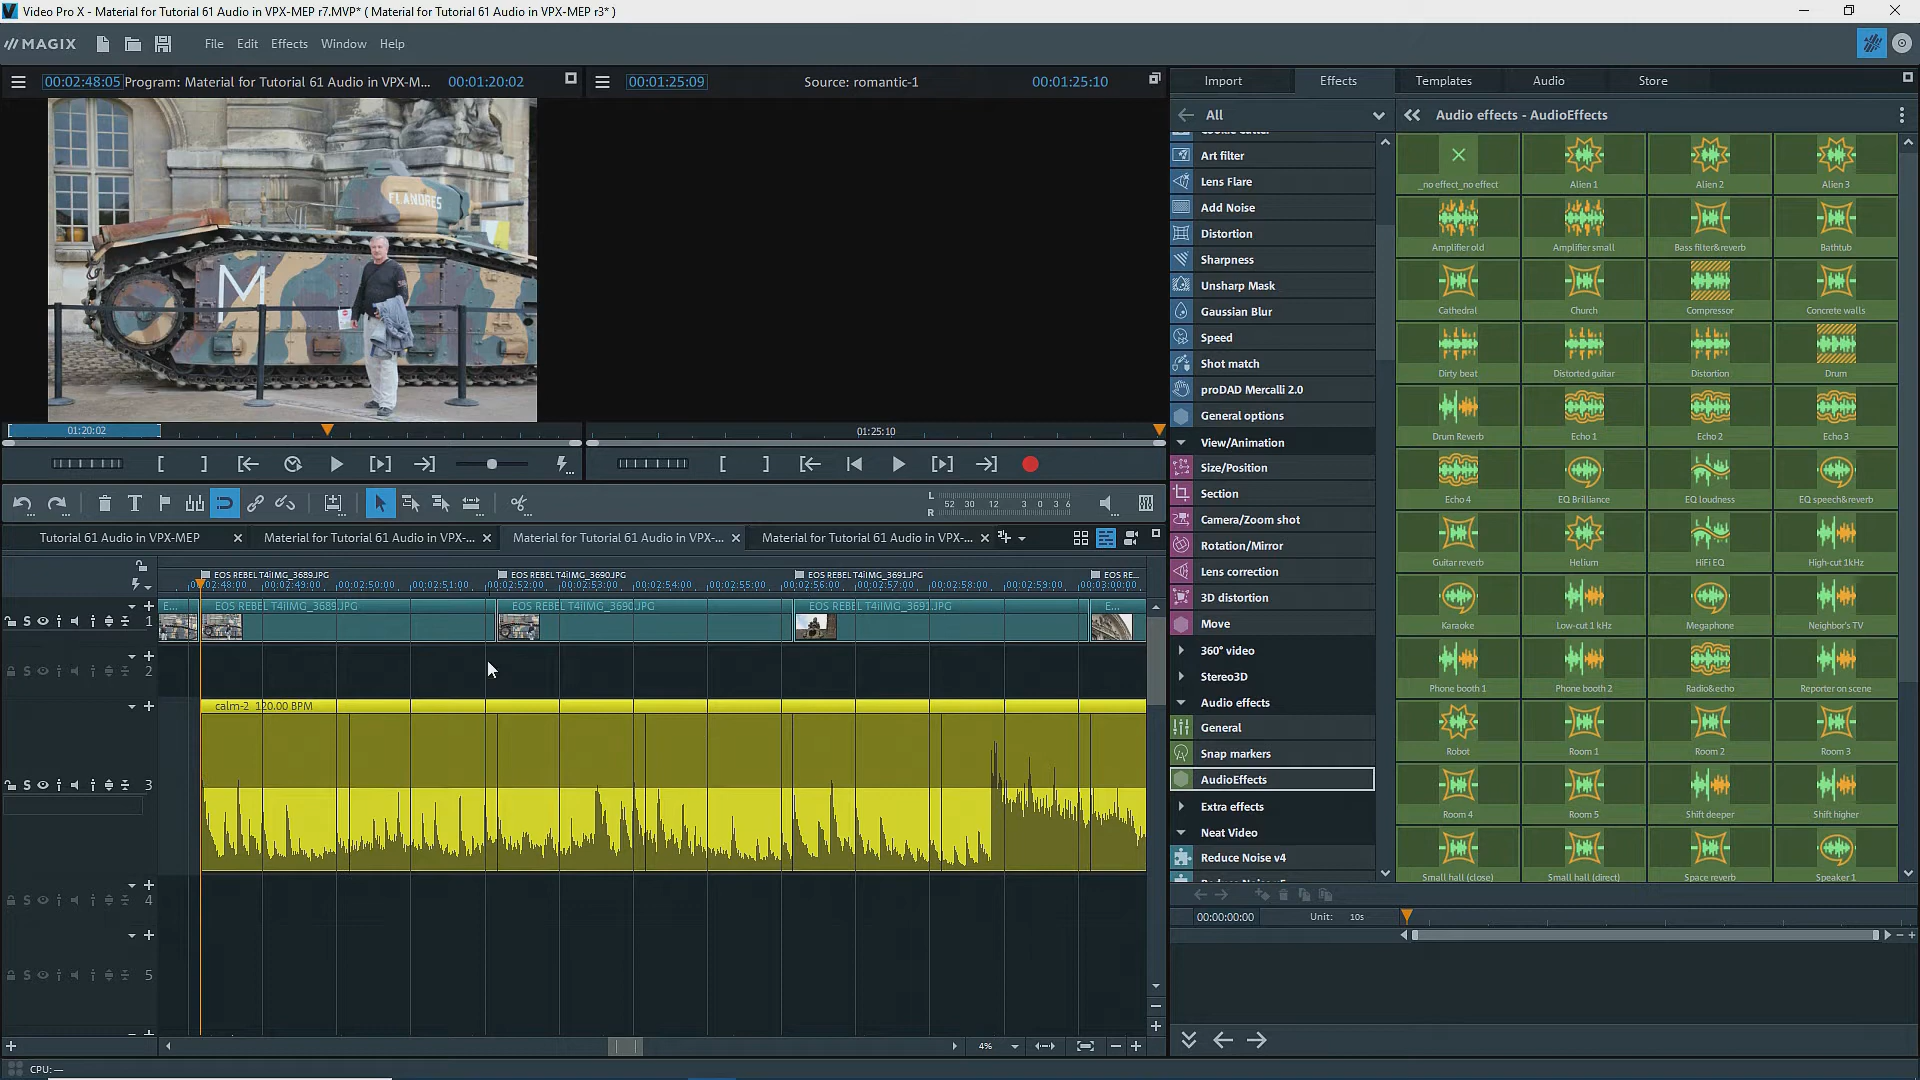 Video Pro X - Material for Tutorial 61 Audio in VPX-MEP r7.MVP* ( Material for Tutorial 61 Audio in VPX-MEP r3* )
MAGIX
File Edit Effects Window Help
00:02:48:05 Program: Material for Tutorial 61 Audio in VPX-M... 00:01:20:02
00:01:25:09 Source: romantic-1 00:01:25:10
Import Effects Templates Audio Store
All
Audio effects - AudioEffects
FLANDRES
M
Art filter
Lens Flare
Add Noise
Distortion
Sharpness
Unsharp Mask
Gaussian Blur
Speed
Shot match
proDAD Mercalli 2.0
General options
View/Animation
Size/Position
Section
Camera/Zoom shot
Rotation/Mirror
Lens correction
3D distortion
Move
360° video
Stereo3D
Audio effects
General
Snap markers
AudioEffects
Extra effects
Neat Video
Reduce Noise v4
_no effect_no effect Alien 1 Alien 2 Alien 3
Amplifier old Amplifier small Bass filter&reverb Bathtub
Cathedral Church Compressor Concrete walls
Dirty beat Distorted guitar Distortion Drum
Drum Reverb Echo 1 Echo 2 Echo 3
Echo 4 EQ Brilliance EQ loudness EQ speech&reverb
Guitar reverb Helium HiFi EQ High-cut 1kHz
Karaoke Low-cut 1 kHz Megaphone Neighbor's TV
Phone booth 1 Phone booth 2 Radio&echo Reporter on scene
Robot Room 1 Room 2 Room 3
Room 4 Room 5 Shift deeper Shift higher
Small hall (close) Small hall (direct) Space reverb Speaker 1
01:20:02
01:25:10
L
R
52 30 12 3 0 3 6
Tutorial 61 Audio in VPX-MEP
Material for Tutorial 61 Audio in VPX-...
Material for Tutorial 61 Audio in VPX-...
Material for Tutorial 61 Audio in VPX-...
EOS REBEL T4iIMG_3689.JPG EOS REBEL T4iIMG_3690.JPG EOS REBEL T4iIMG_3691.JPG EOS RE...
00:02:48:00 00:02:49:00 00:02:50:00 00:02:51:00 00:02:52:00 00:02:53:00 00:02:54:00 00:02:55:00 00:02:56:00 00:02:57:00 00:02:58:00 00:02:59:00 00:03:00:00
E... EOS REBEL T4iIMG_3689.JPG EOS REBEL T4iIMG_3690.JPG EOS REBEL T4iIMG_3691.JPG E...
S 1
S 2
calm-2 120.00 BPM
S 3
S 4
S 5
00:00:00:00 Unit: 10s
4%
CPU: —